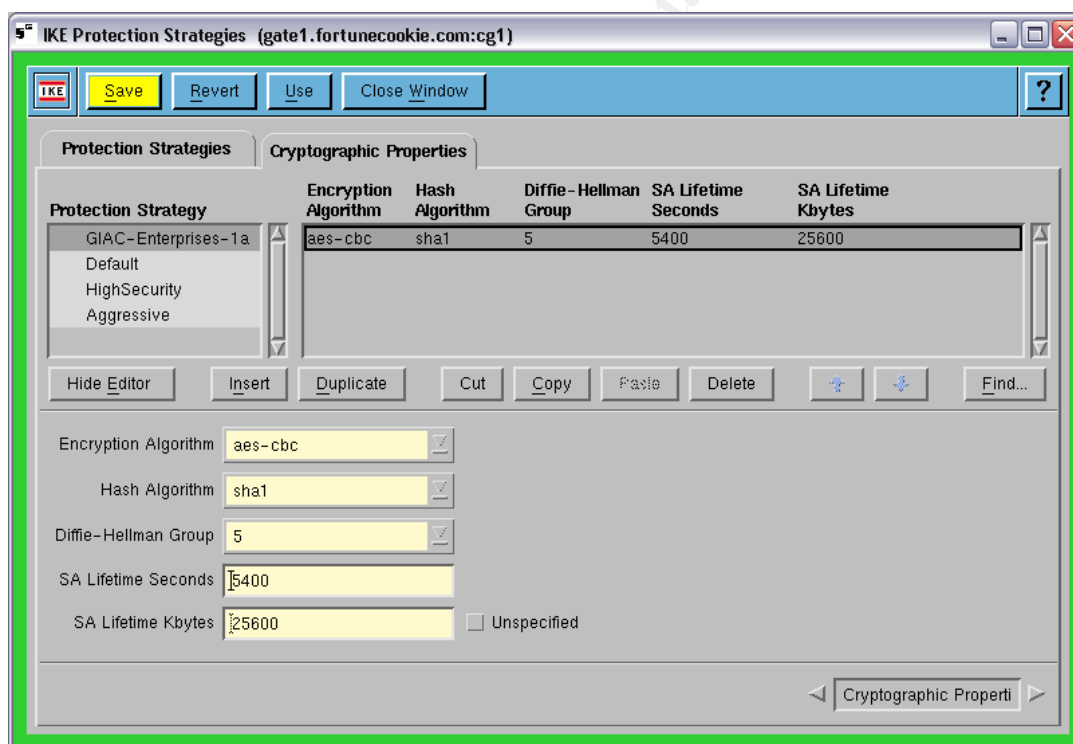 IKE Protection Strategies (gate1.fortunecookie.com:cg1)
IKE Save Revert Use Close Window ?
Protection Strategies Cryptographic Properties
Protection Strategy Encryption Algorithm Hash Algorithm Diffie-Hellman Group SA Lifetime Seconds SA Lifetime Kbytes
GIAC-Enterprises-1a aes-cbc sha1 5 5400 25600
Default
HighSecurity
Aggressive
Hide Editor Insert Duplicate Cut Copy Paste Delete Find...
Encryption Algorithm aes-cbc
Hash Algorithm sha1
Diffie-Hellman Group 5
SA Lifetime Seconds 5400
SA Lifetime Kbytes 25600 Unspecified
Cryptographic Properti